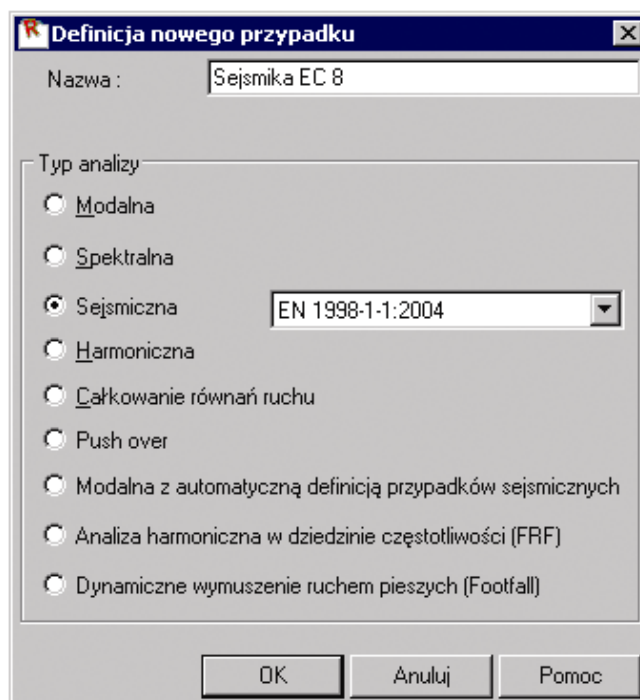 Definicja nowego przypadku
Nazwa : Sejsmika EC 8
Typ analizy
Modalna
Spektralna
Sejsmiczna EN 1998-1-1:2004
Harmoniczna
Całkowanie równań ruchu
Push over
Modalna z automatyczną definicją przypadków sejsmicznych
Analiza harmoniczna w dziedzinie częstotliwości (FRF)
Dynamiczne wymuszenie ruchem pieszych (Footfall)
OK Anuluj Pomoc